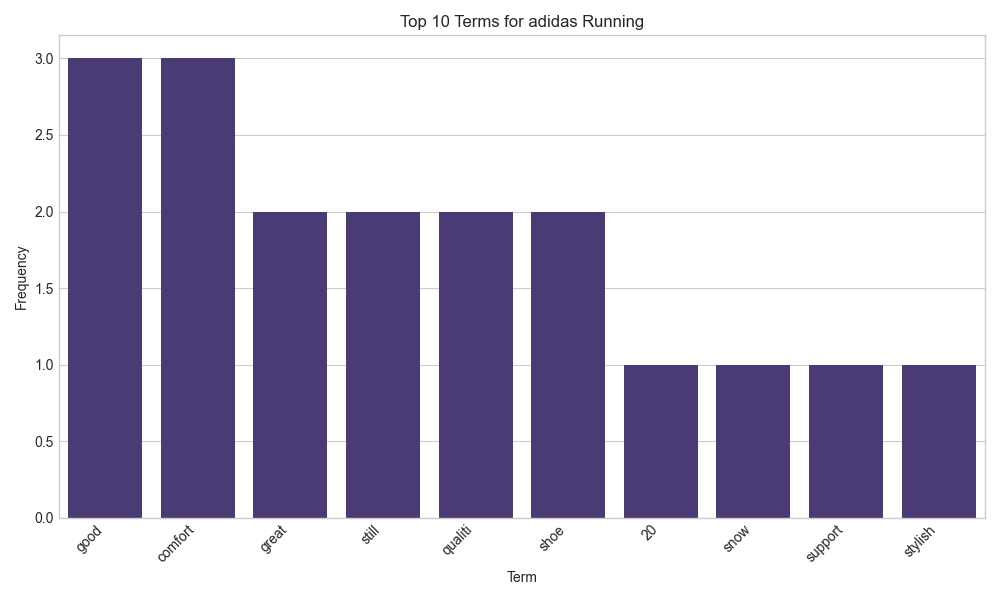 Top 10 Terms for adidas Running
Frequency
3.0
2.5
2.0
1.5
1.0
0.5
0.0
good
comfort
great
still
qualiti
shoe
20
snow
support
stylish
Term